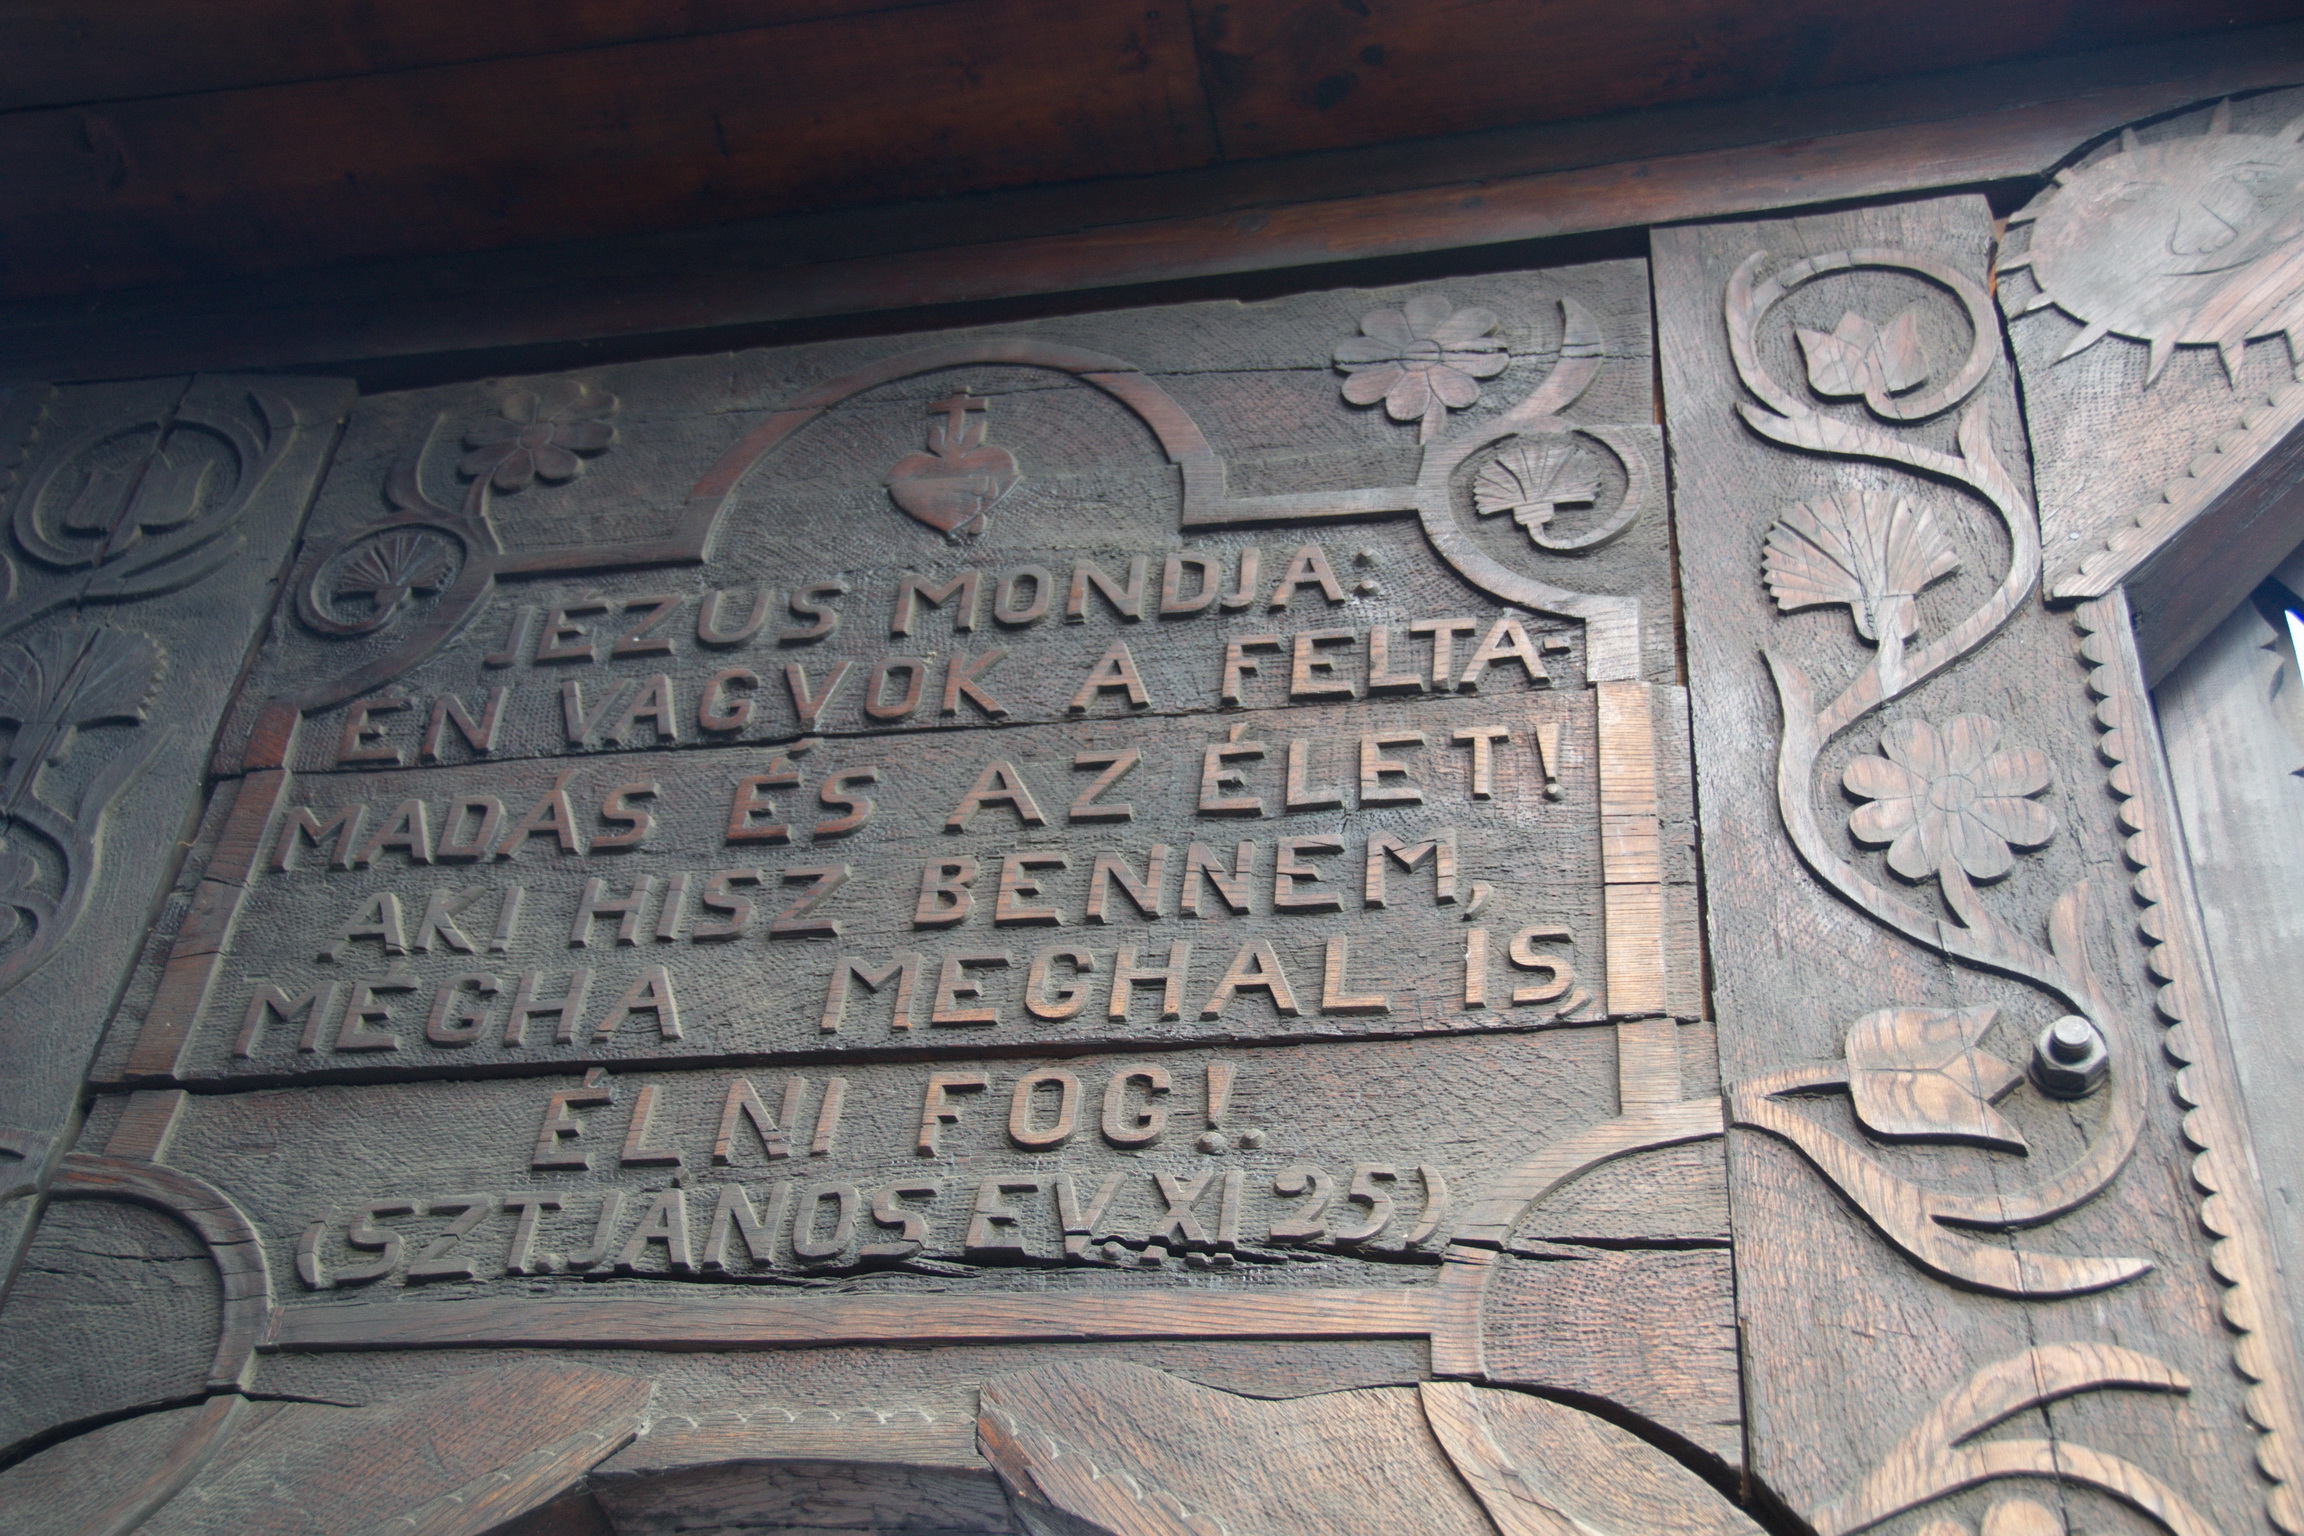 JÉZUS MONDJA:
ÉN VAGYOK A FELTÁ-
MADÁS ÉS AZ ÉLET!
AKI HISZ BENNEM,
MÉGHA MEGHAL IS,
ÉLNI FOG!
(SZT.JÁNOS EV. XI 25)